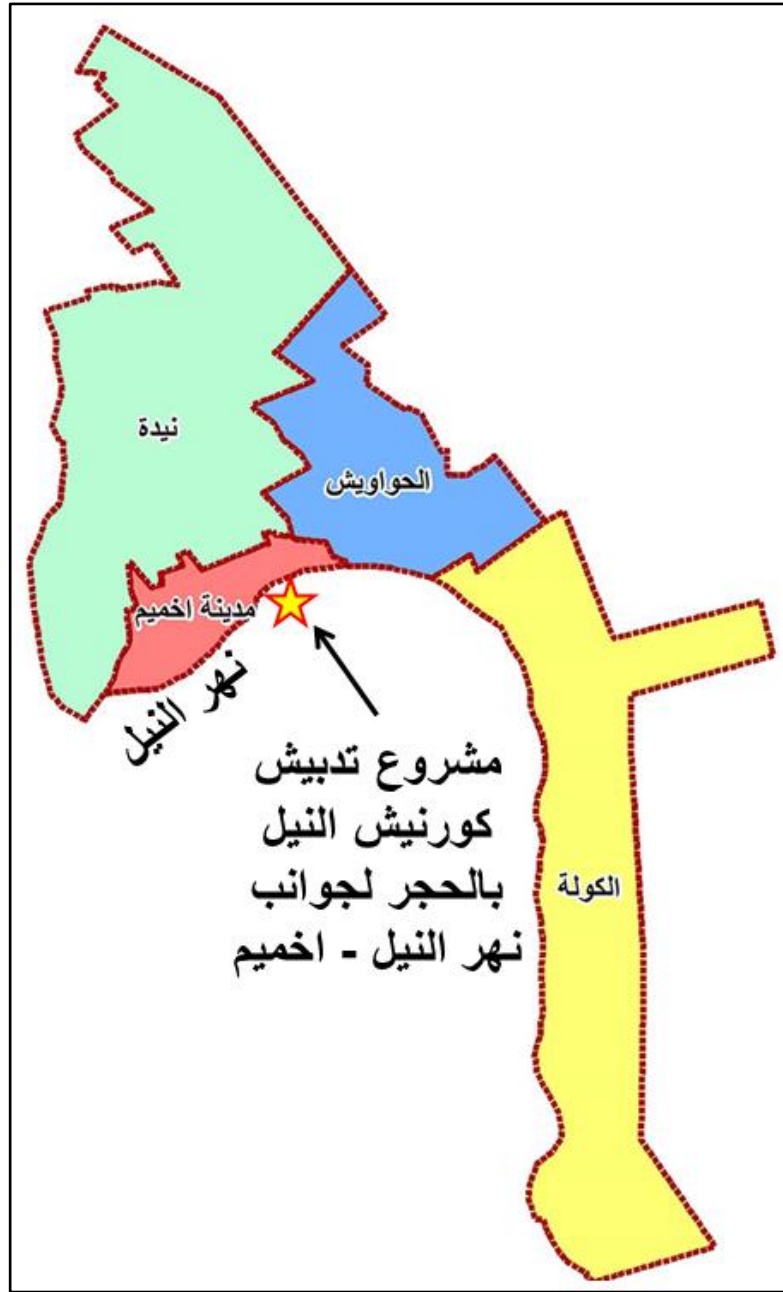 نيدة
الحواويش
مدينة اخميم
نهر النيل
مشروع تدبيش
كورنيش النيل
بالحجر لجوانب
نهر النيل - اخميم
الكولة